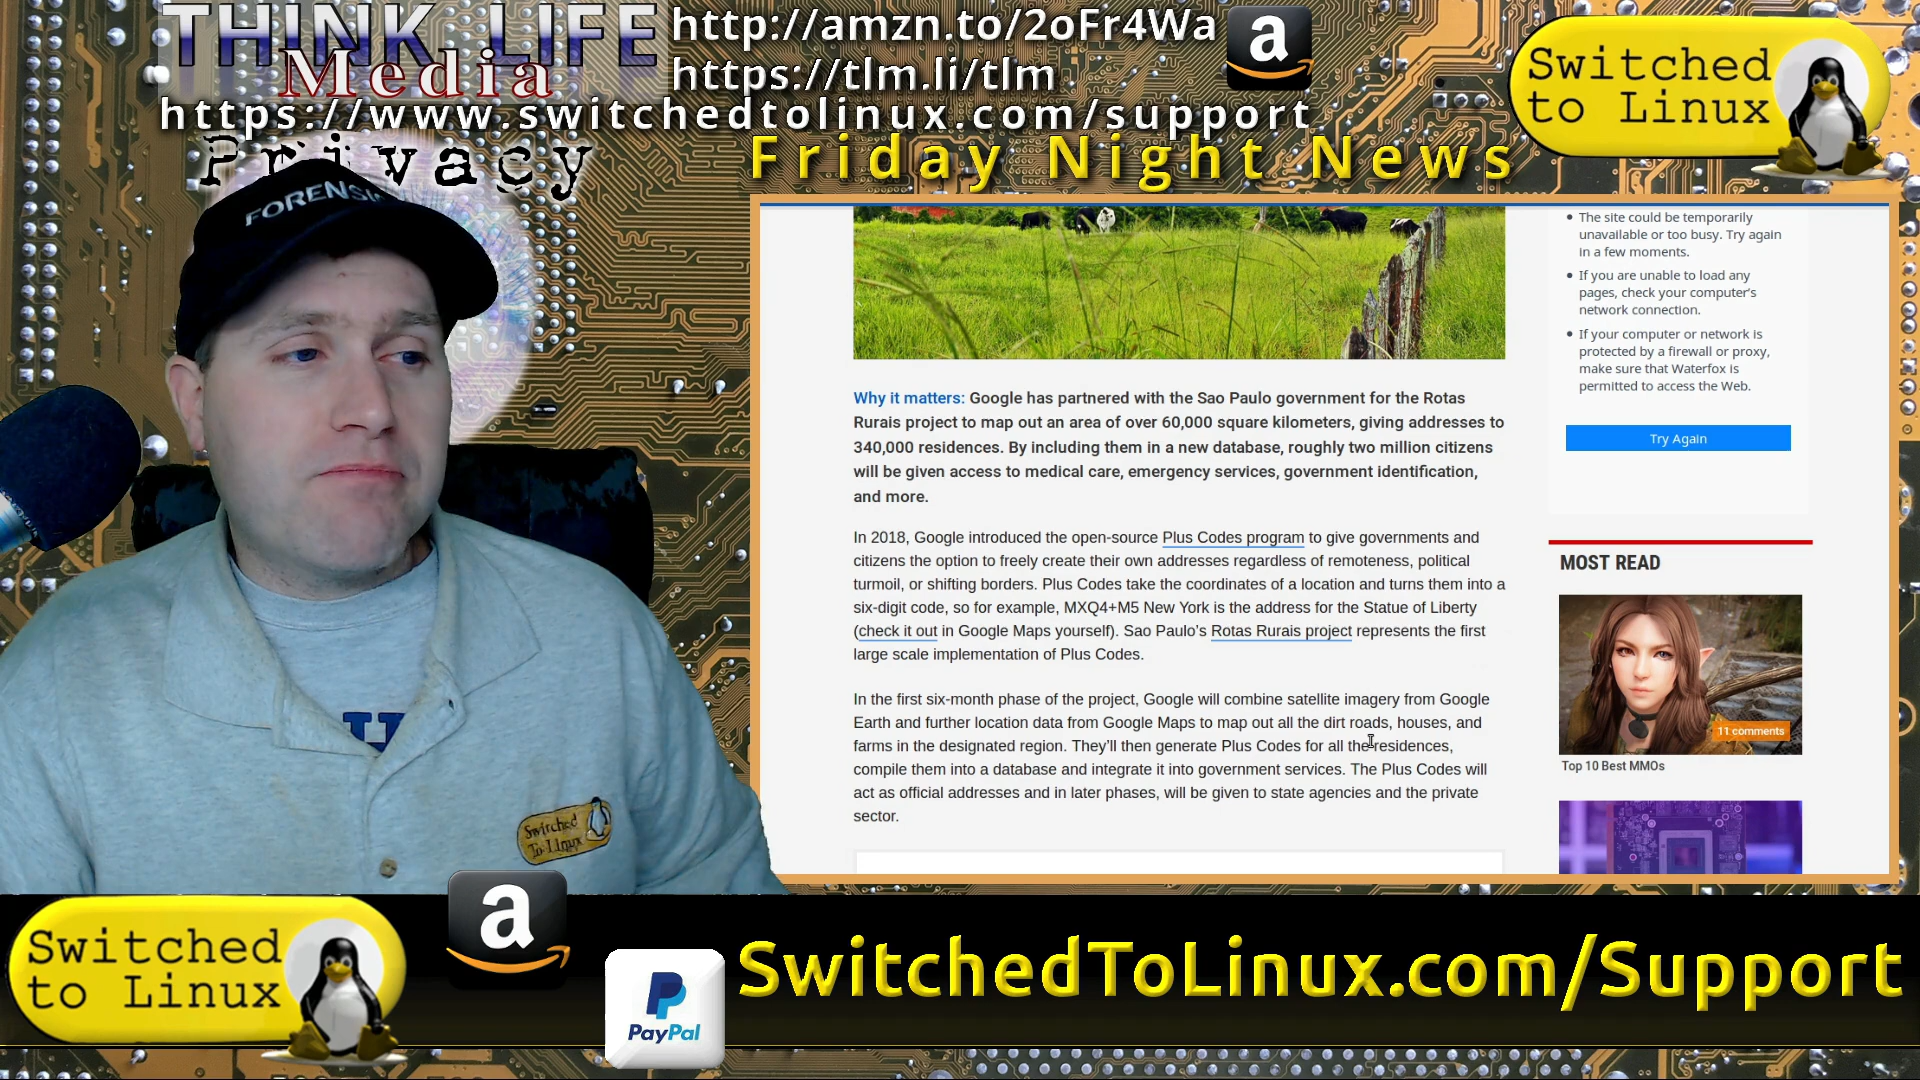 THINK LIFE
Media
http://amzn.to/2oFr4Wa
https://tlm.li/tlm
https://www.switchedtolinux.com/support
Privacy
Friday Night News
Switched
to Linux
FORENSI
Switched
To Linux
The site could be temporarily
unavailable or too busy. Try again
in a few moments.
If you are unable to load any
pages, check your computer's
network connection.
If your computer or network is
protected by a firewall or proxy,
make sure that Waterfox is
permitted to access the Web.
Try Again
Why it matters: Google has partnered with the Sao Paulo government for the Rotas
Rurais project to map out an area of over 60,000 square kilometers, giving addresses to
340,000 residences. By including them in a new database, roughly two million citizens
will be given access to medical care, emergency services, government identification,
and more.
In 2018, Google introduced the open-source Plus Codes program to give governments and
citizens the option to freely create their own addresses regardless of remoteness, political
turmoil, or shifting borders. Plus Codes take the coordinates of a location and turns them into a
six-digit code, so for example, MXQ4+M5 New York is the address for the Statue of Liberty
(check it out in Google Maps yourself). Sao Paulo's Rotas Rurais project represents the first
large scale implementation of Plus Codes.
In the first six-month phase of the project, Google will combine satellite imagery from Google
Earth and further location data from Google Maps to map out all the dirt roads, houses, and
farms in the designated region. They'll then generate Plus Codes for all the residences,
compile them into a database and integrate it into government services. The Plus Codes will
act as official addresses and in later phases, will be given to state agencies and the private
sector.
MOST READ
11 comments
Top 10 Best MMOs
Switched
to Linux
a
a
PayPal
SwitchedToLinux.com/Support